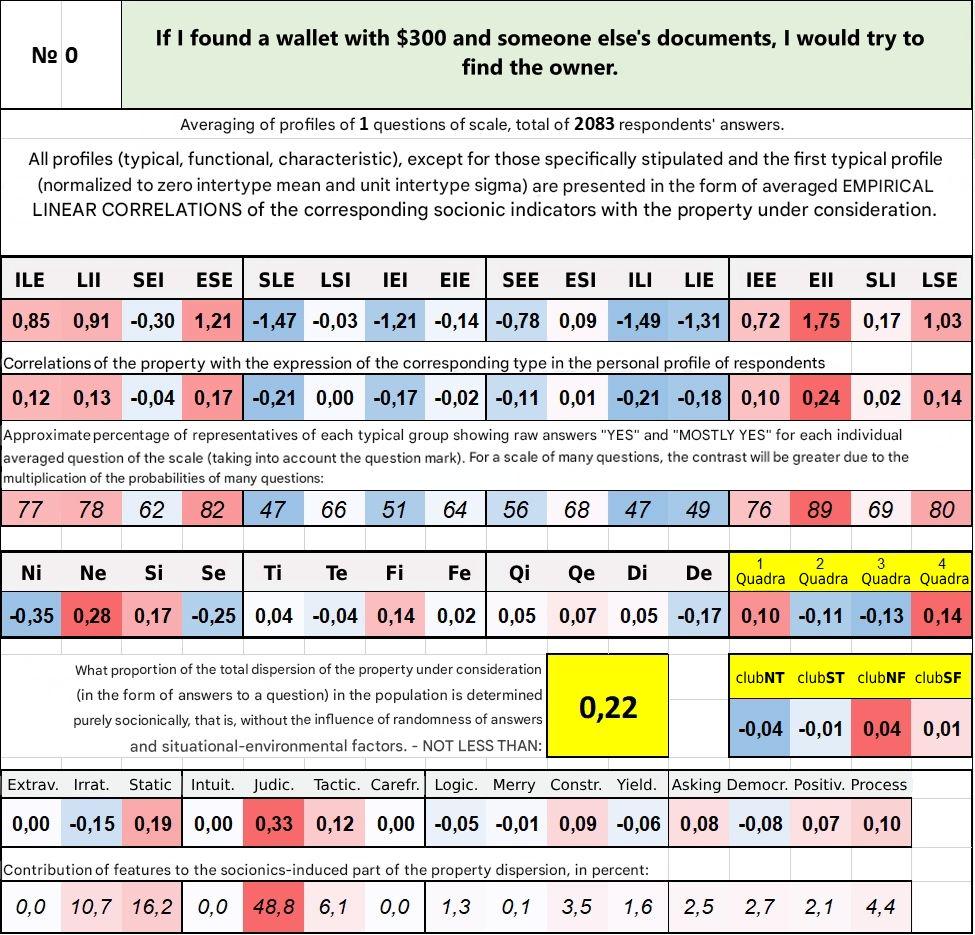 № 0
If I found a wallet with $300 and someone else's documents, I would try to
find the owner.
Averaging of profiles of 1 questions of scale, total of 2083 respondents' answers.
All profiles (typical, functional, characteristic), except for those specifically stipulated and the first typical profile
(normalized to zero intertype mean and unit intertype sigma) are presented in the form of averaged EMPIRICAL
LINEAR CORRELATIONS of the corresponding socionic indicators with the property under consideration.
ILE LII SEI ESE SLE LSI IEI EIE SEE ESI ILI LIE IEE EII SLI LSE
0,85 0,91 -0,30 1,21 -1,47 -0,03 -1,21 -0,14 -0,78 0,09 -1,49 -1,31 0,72 1,75 0,17 1,03
Correlations of the property with the expression of the corresponding type in the personal profile of respondents
0,12 0,13 -0,04 0,17 -0,21 0,00 -0,17 -0,02 -0,11 0,01 -0,21 -0,18 0,10 0,24 0,02 0,14
Approximate percentage of representatives of each typical group showing raw answers "YES" and "MOSTLY YES" for each individual
averaged question of the scale (taking into account the question mark). For a scale of many questions, the contrast will be greater due to the
multiplication of the probabilities of many questions:
77 78 62 82 47 66 51 64 56 68 47 49 76 89 69 80
Ni Ne Si Se Ti Te Fi Fe Qi Qe Di De 1 Quadra 2 Quadra 3 Quadra 4 Quadra
-0,35 0,28 0,17 -0,25 0,04 -0,04 0,14 0,02 0,05 0,07 0,05 -0,17 0,10 -0,11 -0,13 0,14
What proportion of the total dispersion of the property under consideration
(in the form of answers to a question) in the population is determined
purely socionically, that is, without the influence of randomness of answers
and situational-environmental factors. - NOT LESS THAN:
0,22
clubNT clubST clubNF clubSF
-0,04 -0,01 0,04 0,01
Extrav. Irrat. Static Intuit. Judic. Tactic. Carefr. Logic. Merry Constr. Yield. Asking Democr. Positiv. Process
0,00 -0,15 0,19 0,00 0,33 0,12 0,00 -0,05 -0,01 0,09 -0,06 0,08 -0,08 0,07 0,10
Contribution of features to the socionics-induced part of the property dispersion, in percent:
0,0 10,7 16,2 0,0 48,8 6,1 0,0 1,3 0,1 3,5 1,6 2,5 2,7 2,1 4,4